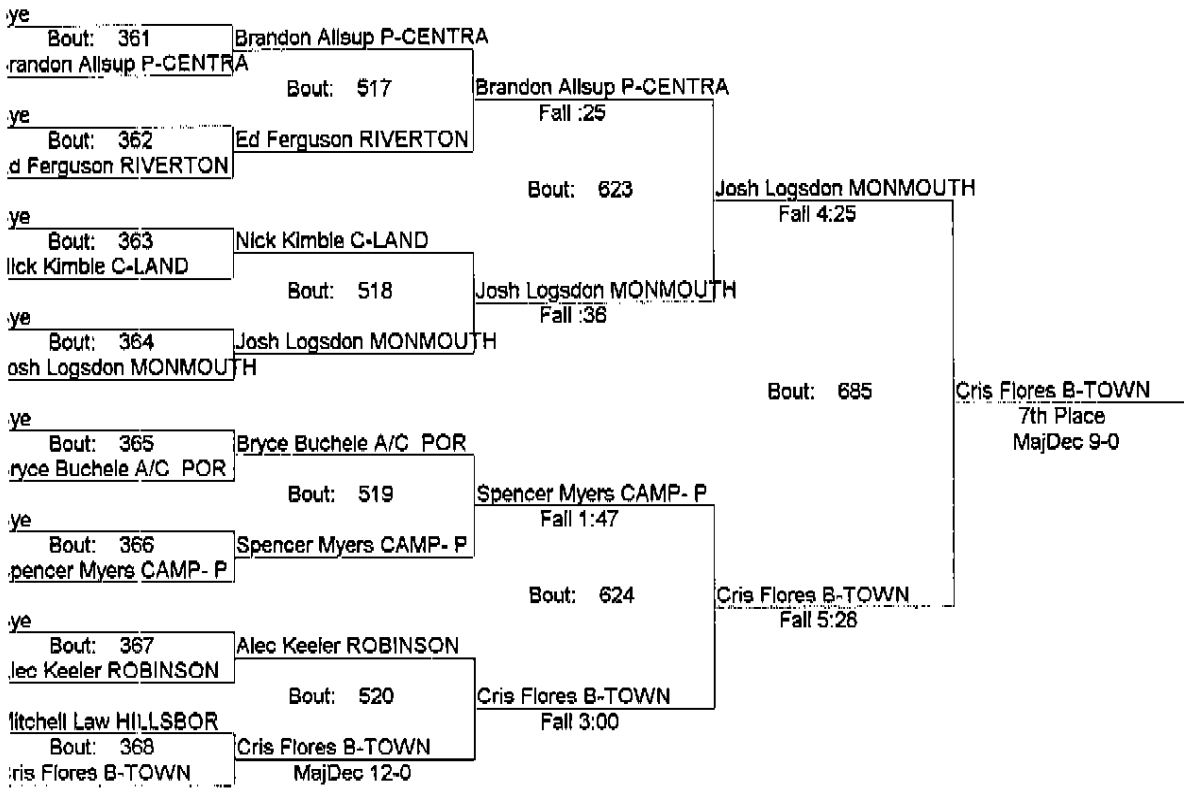 ye
Bout: 361
randon Allsup P-CENTRA
ye
Bout: 362
d Ferguson RIVERTON
ye
Bout: 363
lick Kimble C-LAND
ye
Bout: 364
osh Logsdon MONMOUTH
ye
Bout: 365
ryce Buchele A/C POR
ye
Bout: 366
pencer Myers CAMP- P
ye
Bout: 367
lec Keeler ROBINSON
Mitchell Law HILLSBOR
Bout: 368
ris Flores B-TOWN
Brandon Allsup P-CENTRA
Bout: 517
Ed Ferguson RIVERTON
Nick Kimble C-LAND
Bout: 518
Josh Logsdon MONMOUTH
Bryce Buchele A/C POR
Bout: 519
Spencer Myers CAMP- P
Alec Keeler ROBINSON
Bout: 520
Cris Flores B-TOWN
MajDec 12-0
Brandon Allsup P-CENTRA
Fall :25
Bout: 623
Josh Logsdon MONMOUTH
Fall :36
Spencer Myers CAMP- P
Fall 1:47
Bout: 624
Cris Flores B-TOWN
Fall 3:00
Josh Logsdon MONMOUTH
Fall 4:25
Bout: 685
Cris Flores B-TOWN
Fall 5:28
Cris Flores B-TOWN
7th Place
MajDec 9-0